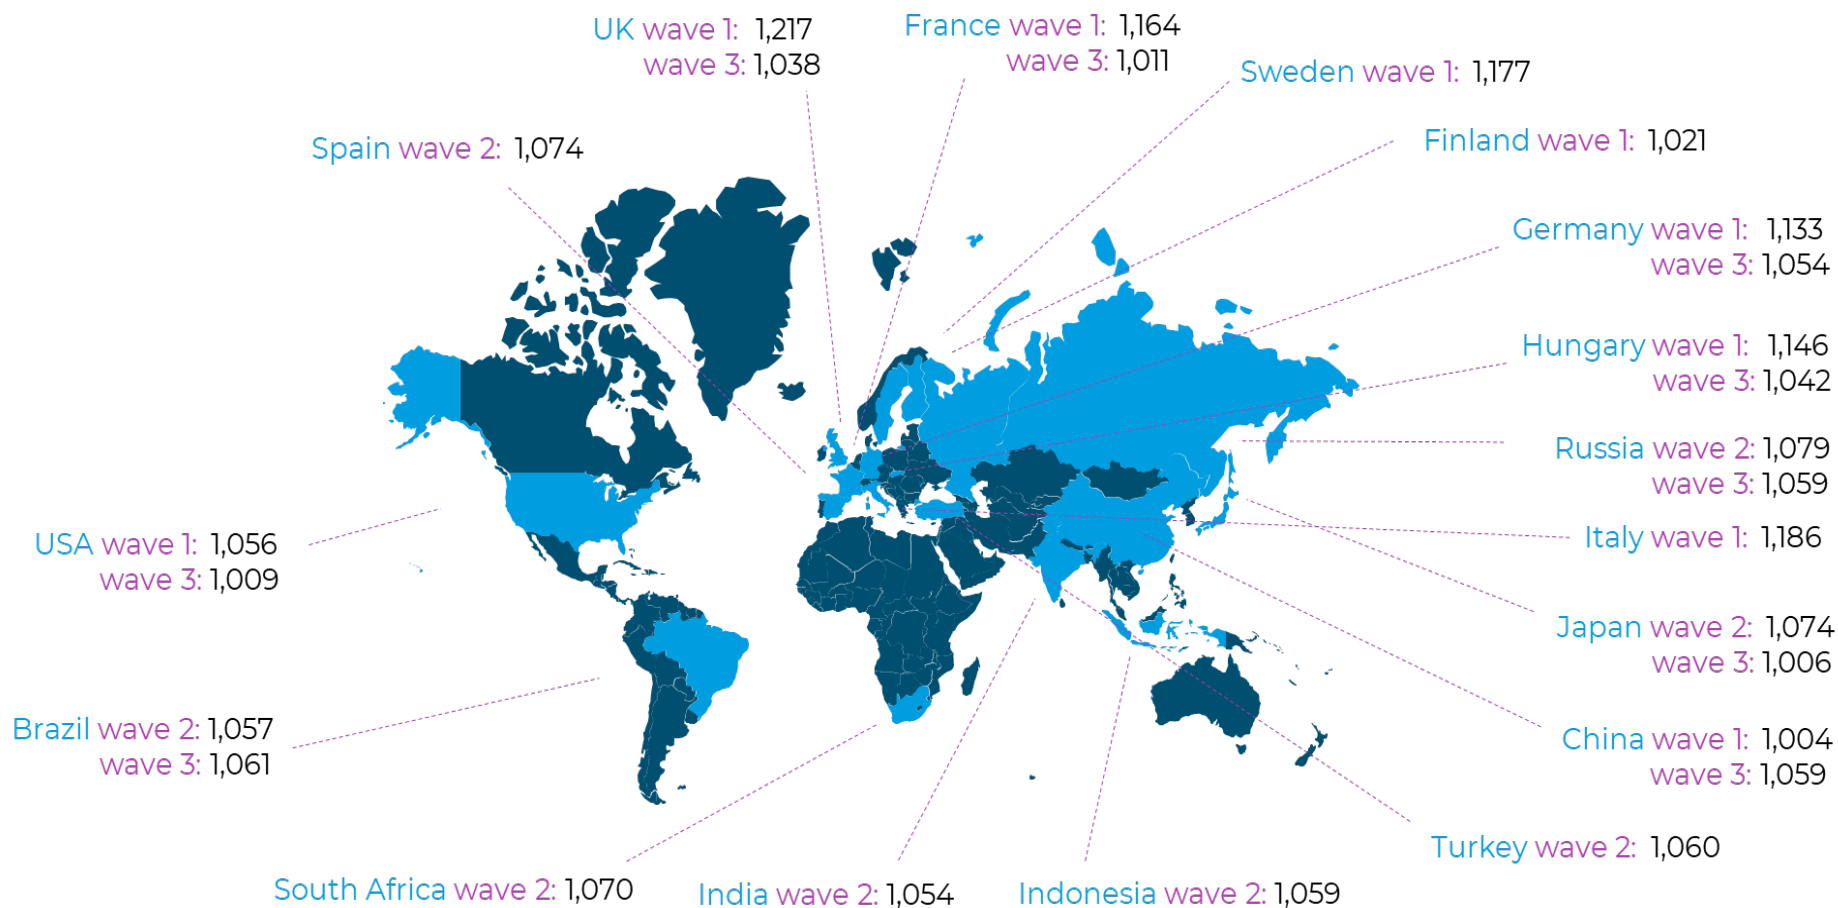 UK wave 1: 1,217
wave 3: 1,038
France wave 1: 1,164
wave 3: 1,011
Sweden wave 1: 1,177
Finland wave 1: 1,021
Spain wave 2: 1,074
Germany wave 1: 1,133
wave 3: 1,054
Hungary wave 1: 1,146
wave 3: 1,042
Russia wave 2: 1,079
wave 3: 1,059
Italy wave 1: 1,186
USA wave 1: 1,056
wave 3: 1,009
Japan wave 2: 1,074
wave 3: 1,006
Brazil wave 2: 1,057
wave 3: 1,061
China wave 1: 1,004
wave 3: 1,059
Turkey wave 2: 1,060
South Africa wave 2: 1,070
India wave 2: 1,054
Indonesia wave 2: 1,059